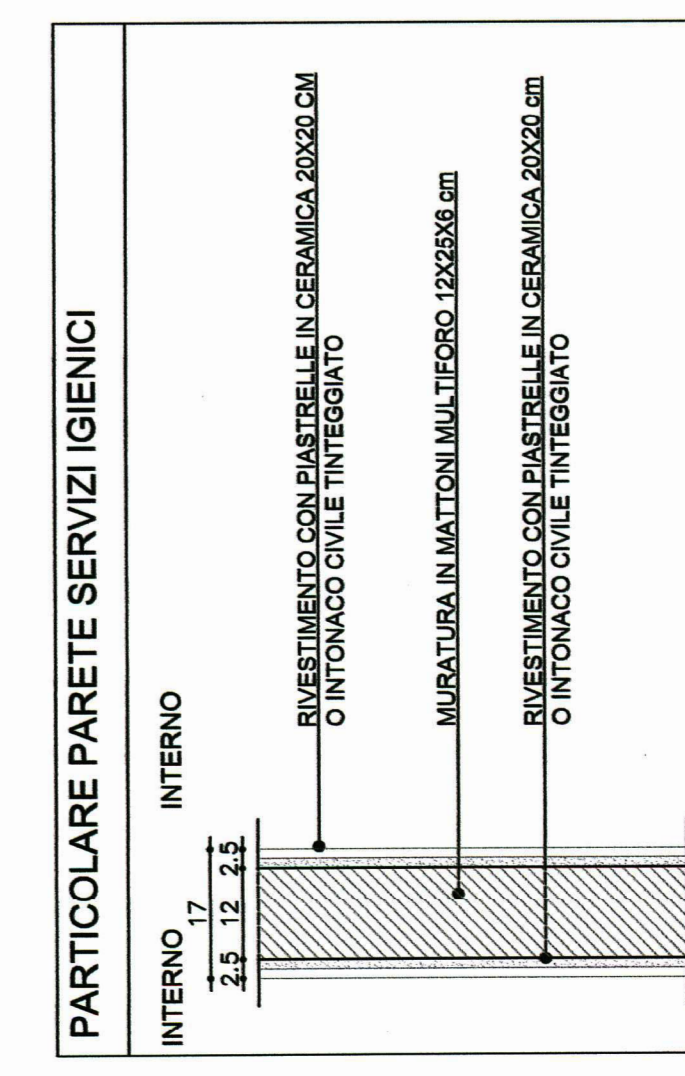 PARTICOLARE PARETE SERVIZI IGIENICI
INTERNO
INTERNO
17
2.5
12
2.5
RIVESTIMENTO CON PIASTRELLE IN CERAMICA 20X20 CM
O INTONACO CIVILE TINTEGGIATO
MURATURA IN MATTONI MULTIFORO 12X25X6 cm
RIVESTIMENTO CON PIASTRELLE IN CERAMICA 20X20 cm
O INTONACO CIVILE TINTEGGIATO